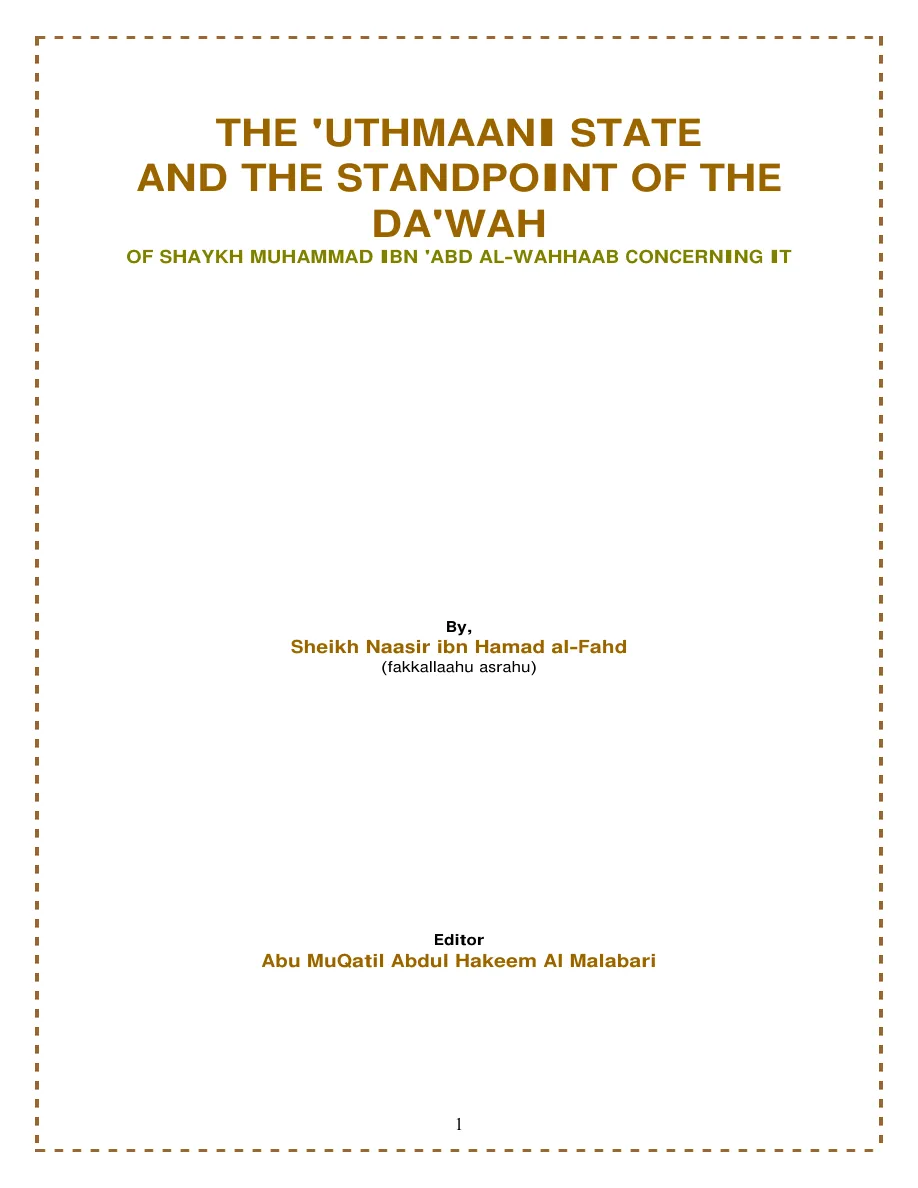 THE 'UTHMAANI STATE
AND THE STANDPOINT OF THE
DA'WAH
OF SHAYKH MUHAMMAD IBN 'ABD AL-WAHHAAB CONCERNING IT
By,
Sheikh Naasir ibn Hamad al-Fahd
(fakkallaahu asrahu)
Editor
Abu MuQatil Abdul Hakeem Al Malabari
1